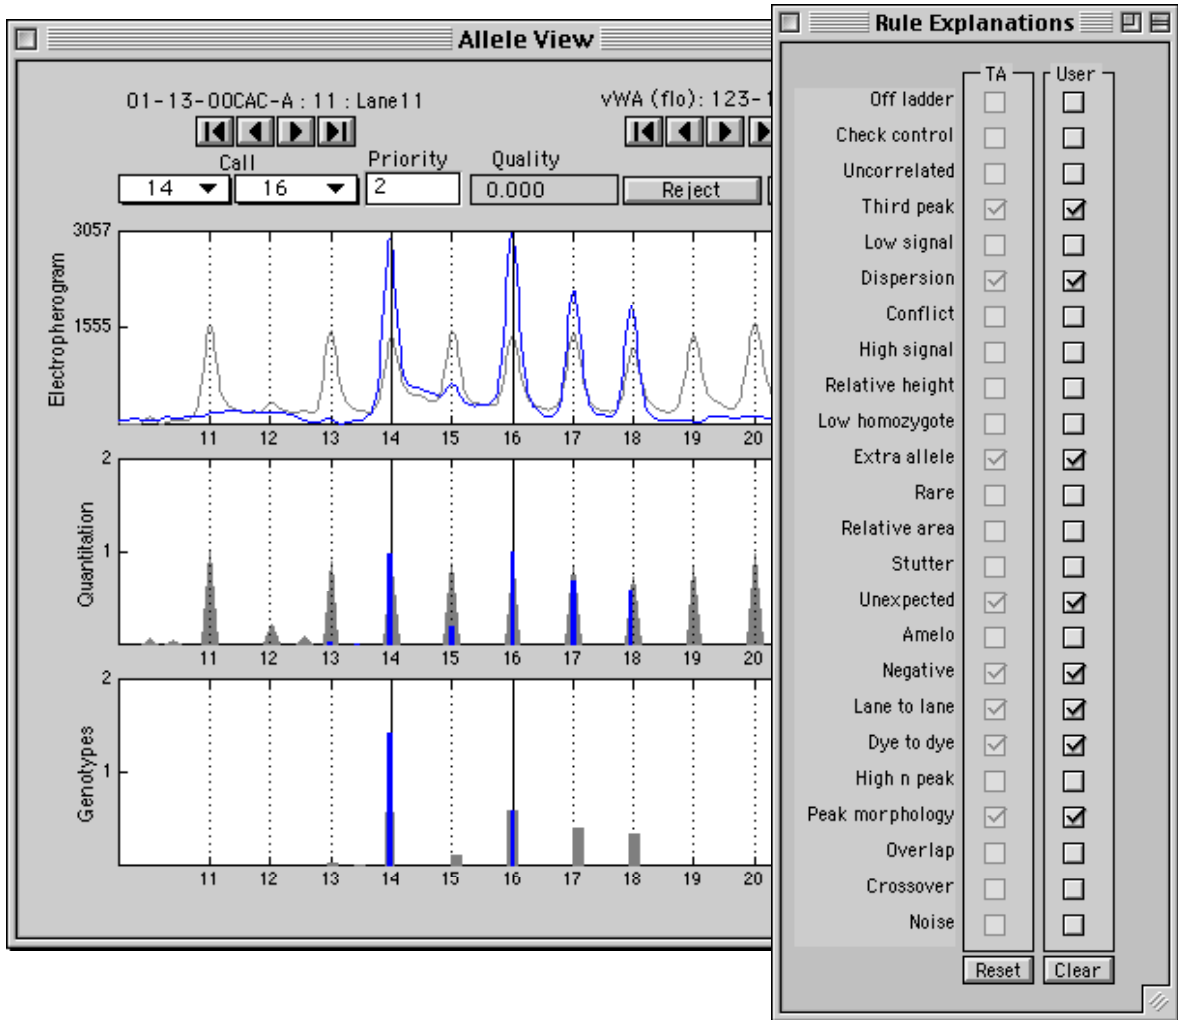 Allele View
01-13-00CAC-A : 11 : Lane11
vWA (flo): 123-1
Call
Priority
Quality
14
16
2
0.000
Reject
Electropherogram
3057
1555
11 12 13 14 15 16 17 18 19 20
Quantitation
2
1
11 12 13 14 15 16 17 18 19 20
Genotypes
2
1
11 12 13 14 15 16 17 18 19 20
Rule Explanations
TA User
Off ladder
Check control
Uncorrelated
Third peak
Low signal
Dispersion
Conflict
High signal
Relative height
Low homozygote
Extra allele
Rare
Relative area
Stutter
Unexpected
Amelo
Negative
Lane to lane
Dye to dye
High n peak
Peak morphology
Overlap
Crossover
Noise
Reset Clear